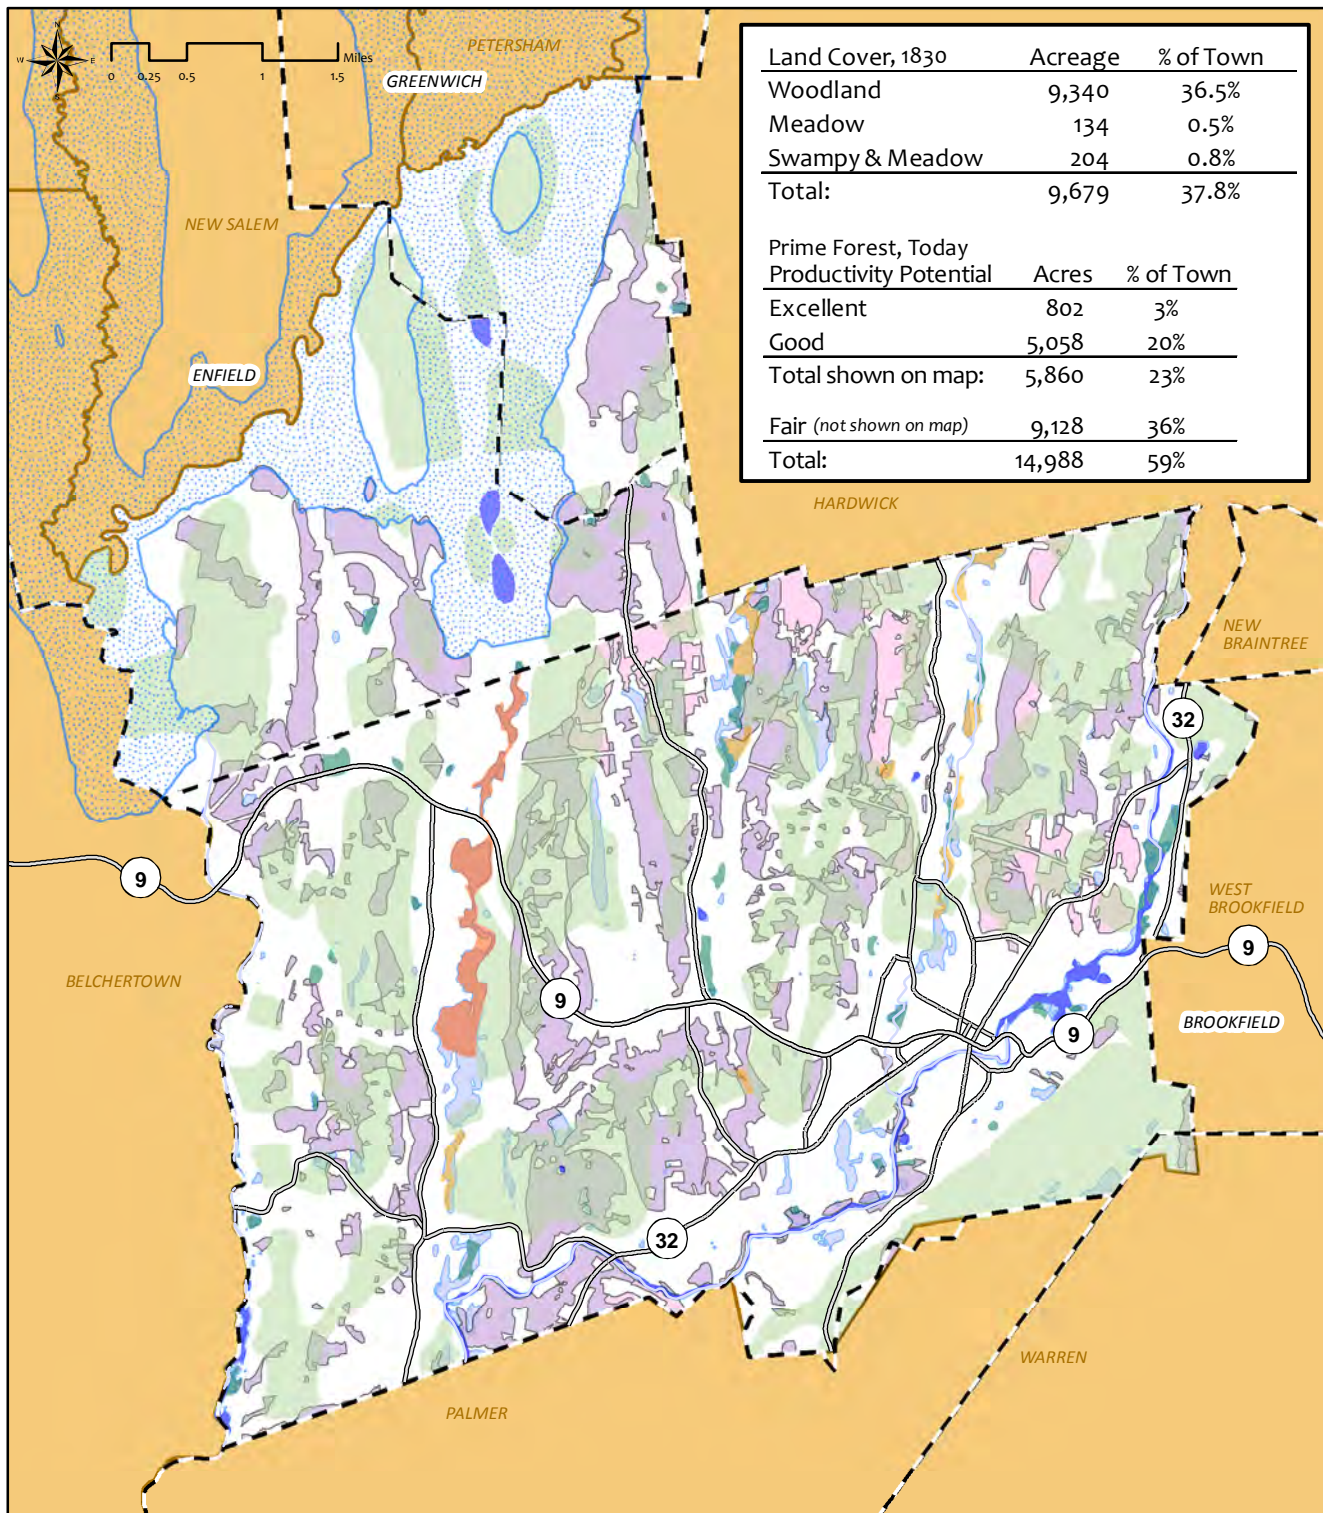 N
W E
S
Miles
0 0.25 0.5 1 1.5
PETERSHAM
GREENWICH
NEW SALEM
ENFIELD
Land Cover, 1830 Acreage % of Town
Woodland 9,340 36.5%
Meadow 134 0.5%
Swampy & Meadow 204 0.8%
Total: 9,679 37.8%
Prime Forest, Today
Productivity Potential Acres % of Town
Excellent 802 3%
Good 5,058 20%
Total shown on map: 5,860 23%
Fair (not shown on map) 9,128 36%
Total: 14,988 59%
HARDWICK
NEW
BRAINTREE
32
9
WEST
BROOKFIELD
9
BELCHERTOWN
9
9
BROOKFIELD
32
WARREN
PALMER